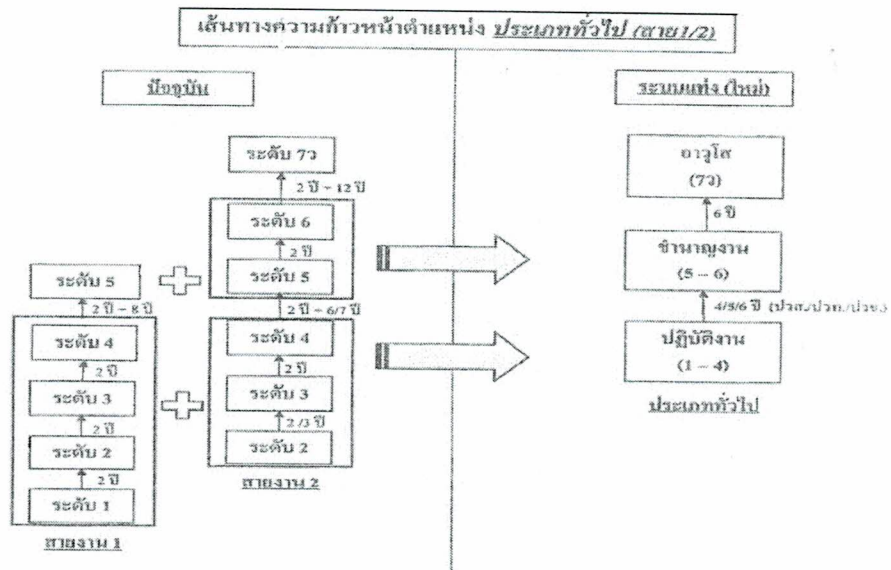 เส้นทางความก้าวหน้าตำแหน่ง ประเภททั่วไป (สาย1/2)
ปัจจุบัน
ระดับ 7ว
2 ปี - 12 ปี
ระดับ 6
2 ปี
ระดับ 5
2 ปี - 6/7 ปี
ระดับ 4
2 ปี
ระดับ 3
2 /3 ปี
ระดับ 2
สายงาน 2
ระดับ 5
2 ปี - 8 ปี
ระดับ 4
2 ปี
ระดับ 3
2 ปี
ระดับ 2
2 ปี
ระดับ 1
สายงาน 1
ระบบแท่ง (ใหม่)
อาวุโส
(7ว)
6 ปี
ชำนาญงาน
(5 - 6)
4/5/6 ปี (ปวส./ปวท./ปวช.)
ปฏิบัติงาน
(1 - 4)
ประเภททั่วไป